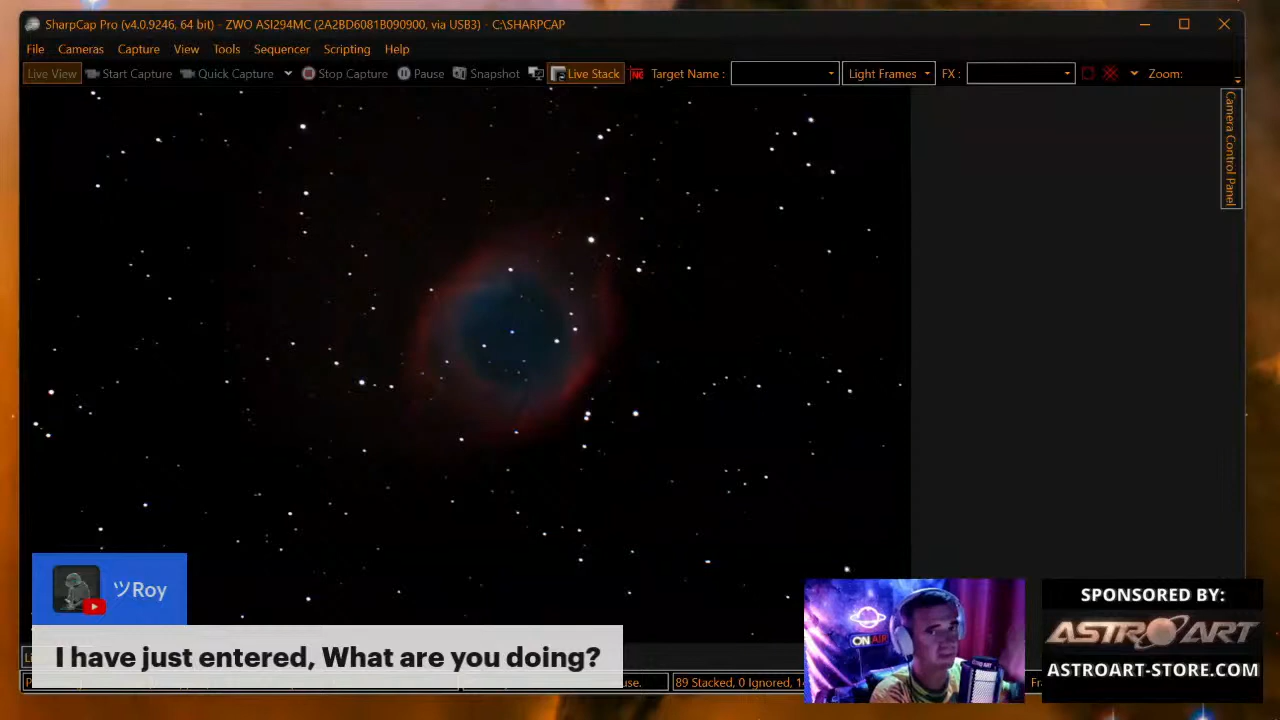 SharpCap Pro (v4.0.9246, 64 bit) - ZWO ASI294MC (2A2BD6081B090900, via USB3) - C:\SHARPCAP
File Cameras Capture View Tools Sequencer Scripting Help
Live View Start Capture Quick Capture Stop Capture Pause Snapshot Live Stack Target Name : Light Frames FX : Zoom:
Camera Control Panel
ツRoy
I have just entered, What are you doing?
89 Stacked, 0 Ignored,
ON AIR
SPONSORED BY:
ASTROART
ASTROART-STORE.COM